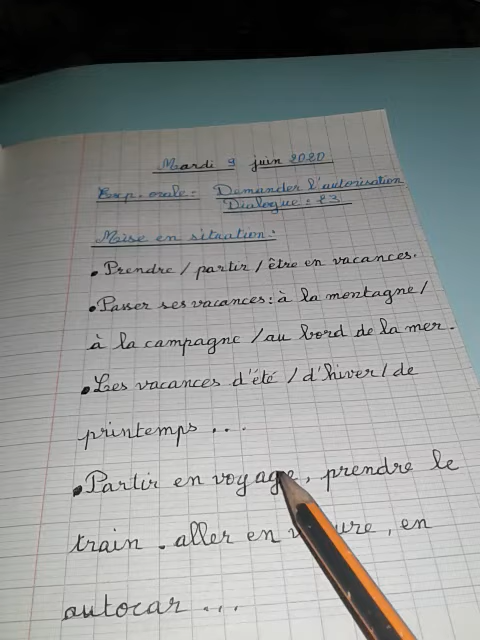 Mardi 9 juin 2020
Exp. orale : Demander l'autorisation
Dialogue : 23
Mise en sitration :
• Prendre / partir / être en vacances.
• Passer ses vacances : à la montagne /
à la campagne / au bord de la mer.
• Les vacances d'été / d'hiver / de
printemps ...
• Partir en voyage, prendre le
train. aller en , en
autocar ...